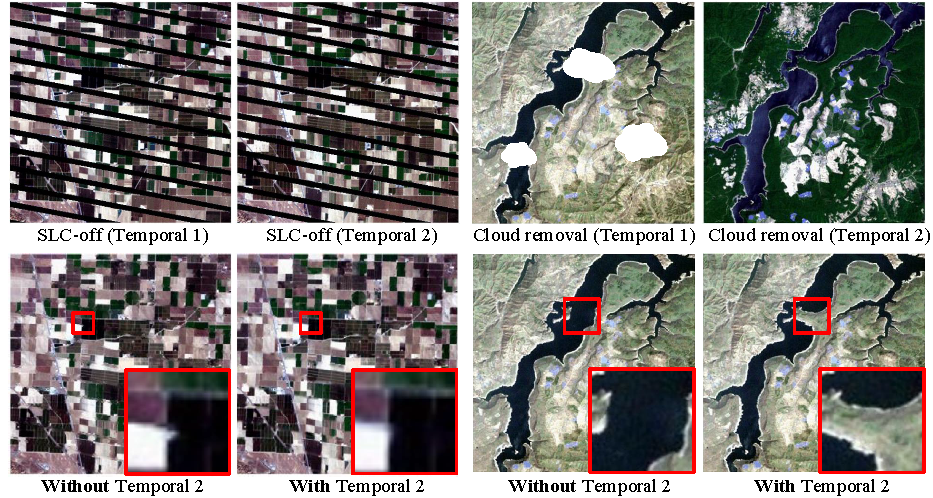 SLC-off (Temporal 1)
SLC-off (Temporal 2)
Cloud removal (Temporal 1)
Cloud removal (Temporal 2)
Without Temporal 2
With Temporal 2
Without Temporal 2
With Temporal 2